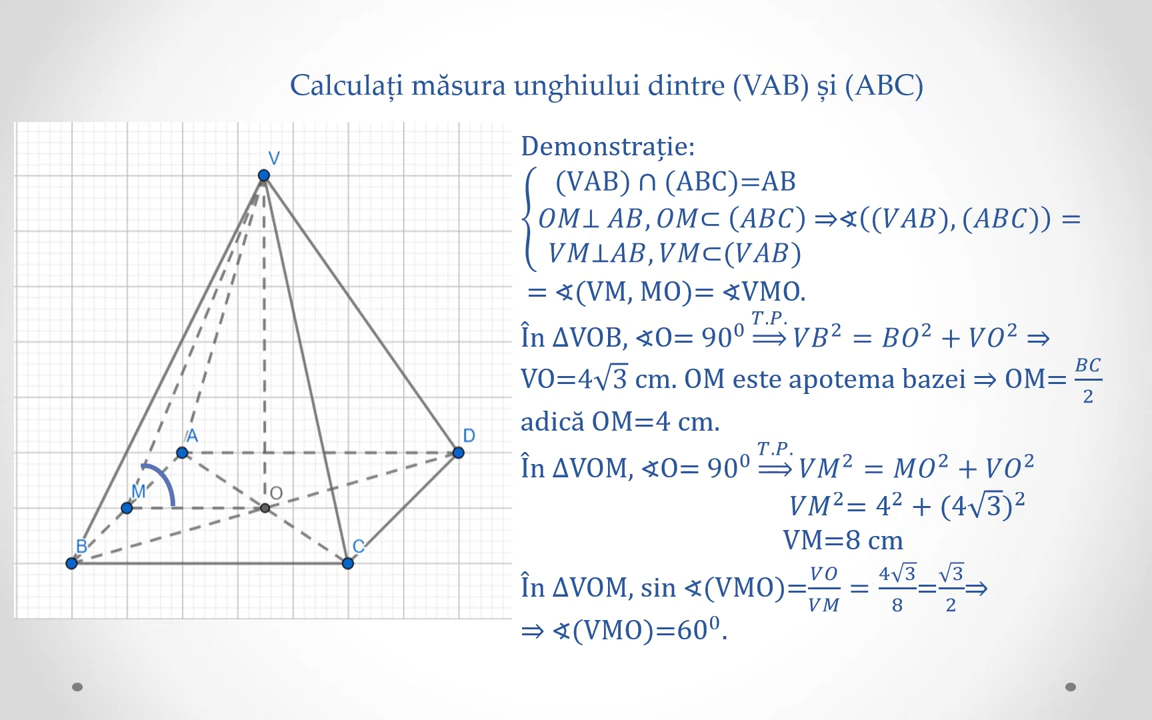 Calculați măsura unghiului dintre (VAB) și (ABC)
Demonstrație:
(VAB) ∩ (ABC)=AB
OM⊥ AB, OM⊂ (ABC) ⇒∢((VAB), (ABC)) =
VM⊥AB, VM⊂(VAB)
= ∢(VM, MO)= ∢VMO.
În ΔVOB, ∢O= 90⁰ T.P.⟹ VB² = BO² + VO² ⇒
VO=4√3 cm. OM este apotema bazei ⇒ OM= BC/2
adică OM=4 cm.
În ΔVOM, ∢O= 90⁰ T.P.⟹ VM² = MO² + VO²
VM²= 4² + (4√3)²
VM=8 cm
În ΔVOM, sin ∢(VMO)=VO/VM = 4√3/8=√3/2⇒
⇒ ∢(VMO)=60⁰.
V
A
D
M
O
B
C